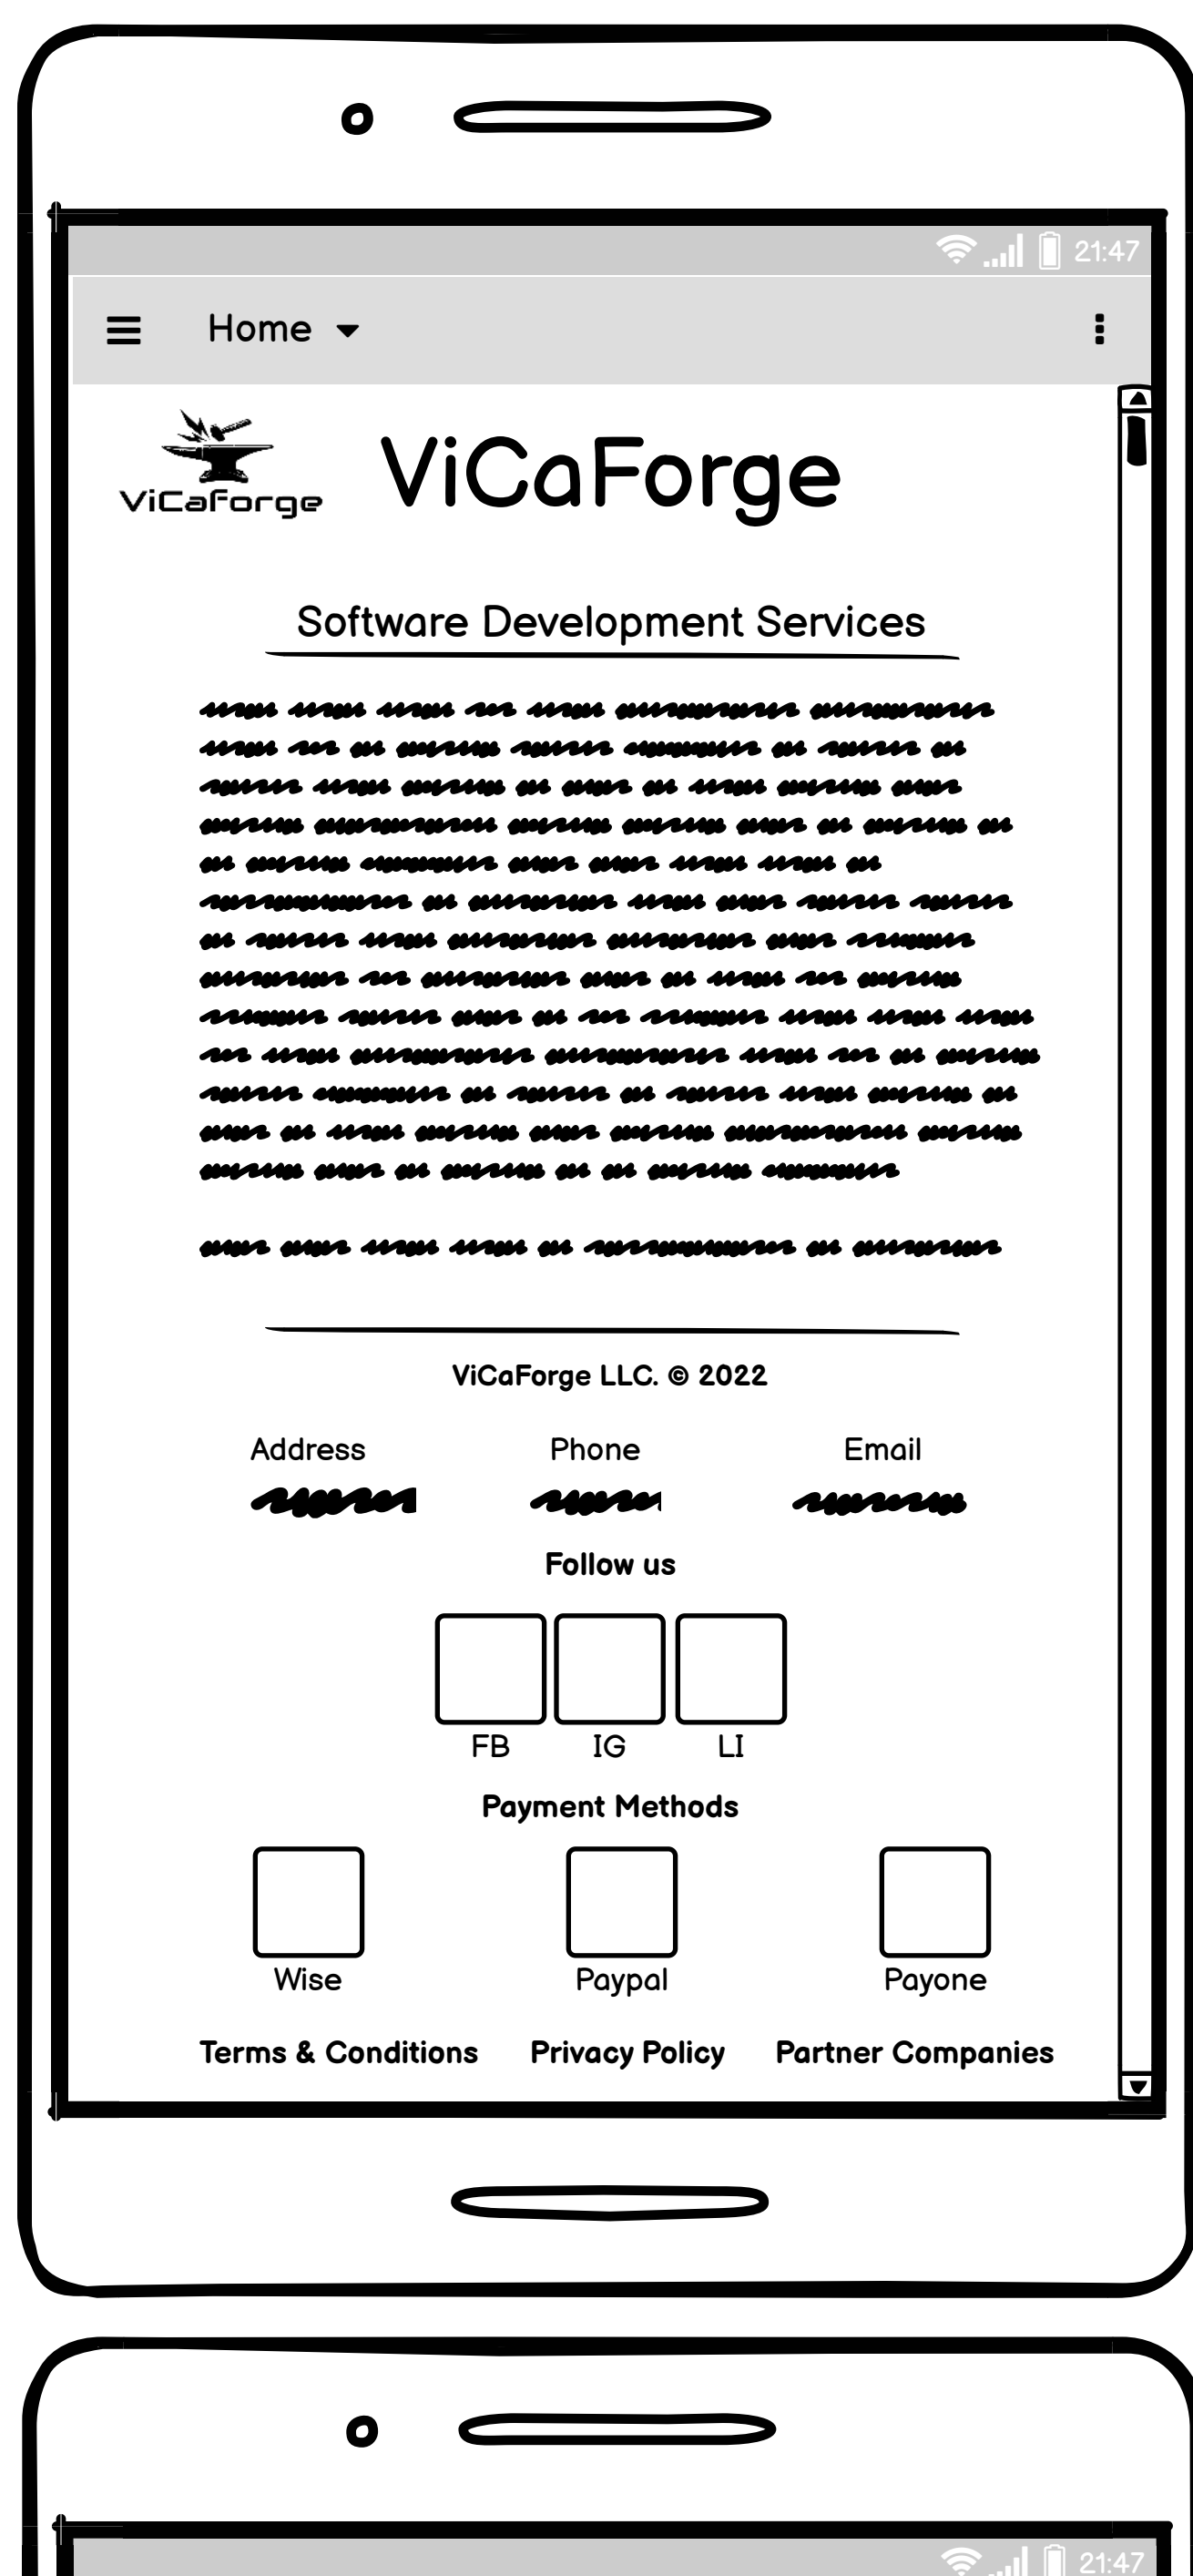 21:47
Home
ViCaForge
ViCaForge
Software Development Services
ViCaForge LLC. © 2022
Address Phone Email
Follow us
FB IG LI
Payment Methods
Wise Paypal Payone
Terms & Conditions Privacy Policy Partner Companies
21:47